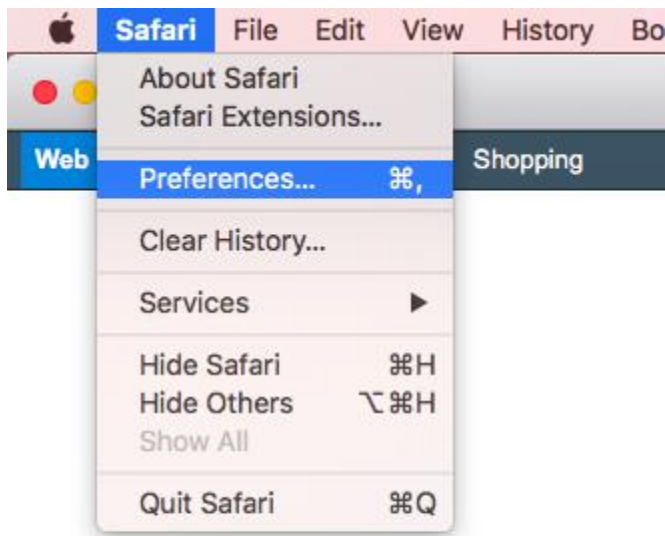 Safari File Edit View History Bo
About Safari
Safari Extensions...
Web Shopping
Preferences... ⌘,
Clear History...
Services ▶
Hide Safari ⌘H
Hide Others ⌥⌘H
Show All
Quit Safari ⌘Q